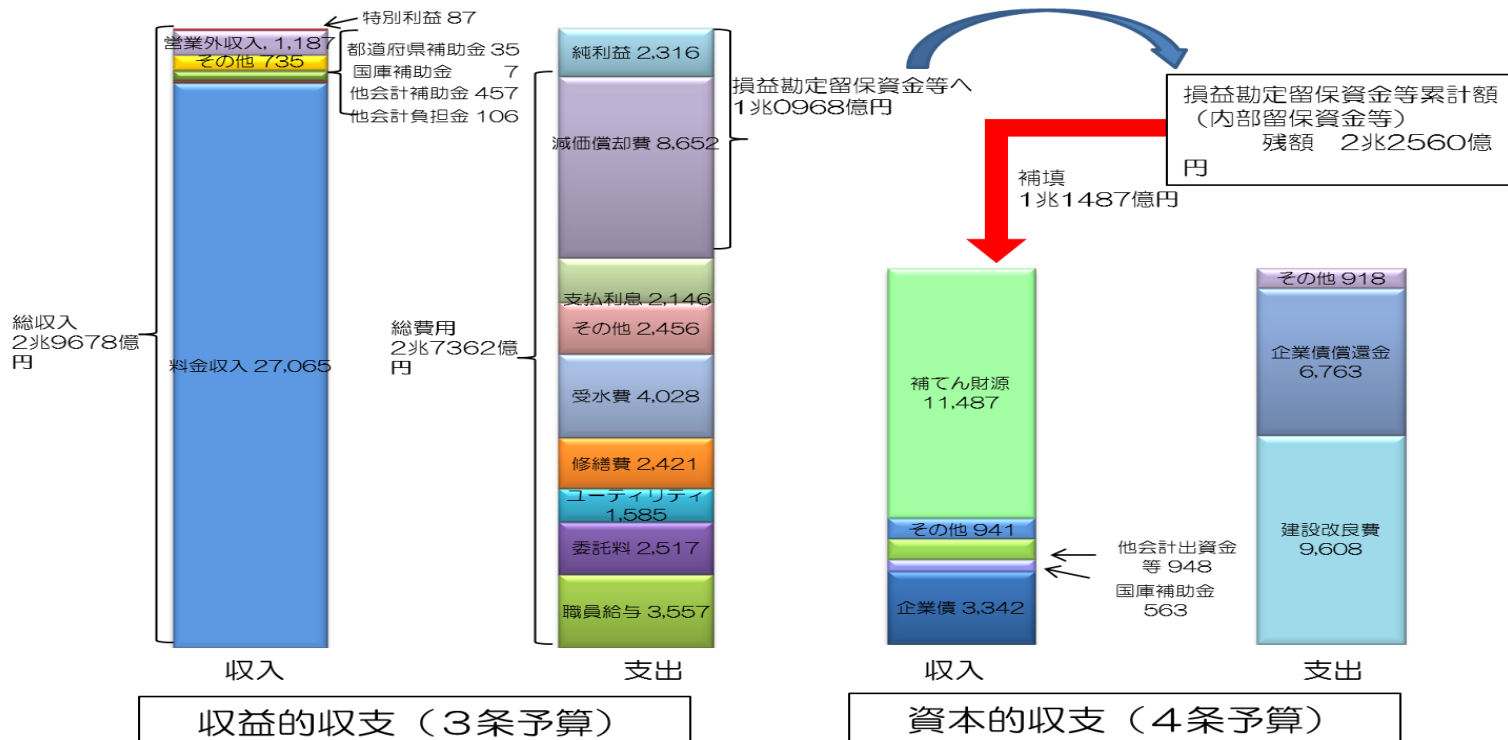 特別利益 87
営業外収入, 1,187
その他 735
都道府県補助金 35
国庫補助金 7
他会計補助金 457
他会計負担金 106
総収入
2兆9678億
円
料金収入 27,065
収入
純利益 2,316
減価償却費 8,652
支払利息 2,146
その他 2,456
受水費 4,028
修繕費 2,421
ユーティリティ
1,585
委託料 2,517
職員給与 3,557
支出
総費用
2兆7362億
円
損益勘定留保資金等へ
1兆0968億円
収益的収支(3条予算)
損益勘定留保資金等累計額
(内部留保資金等)
残額 2兆2560億
円
補填
1兆1487億円
補てん財源
11,487
その他 941
他会計出資金
等 948
国庫補助金
563
企業債 3,342
収入
その他 918
企業債償還金
6,763
建設改良費
9,608
支出
資本的収支(4条予算)